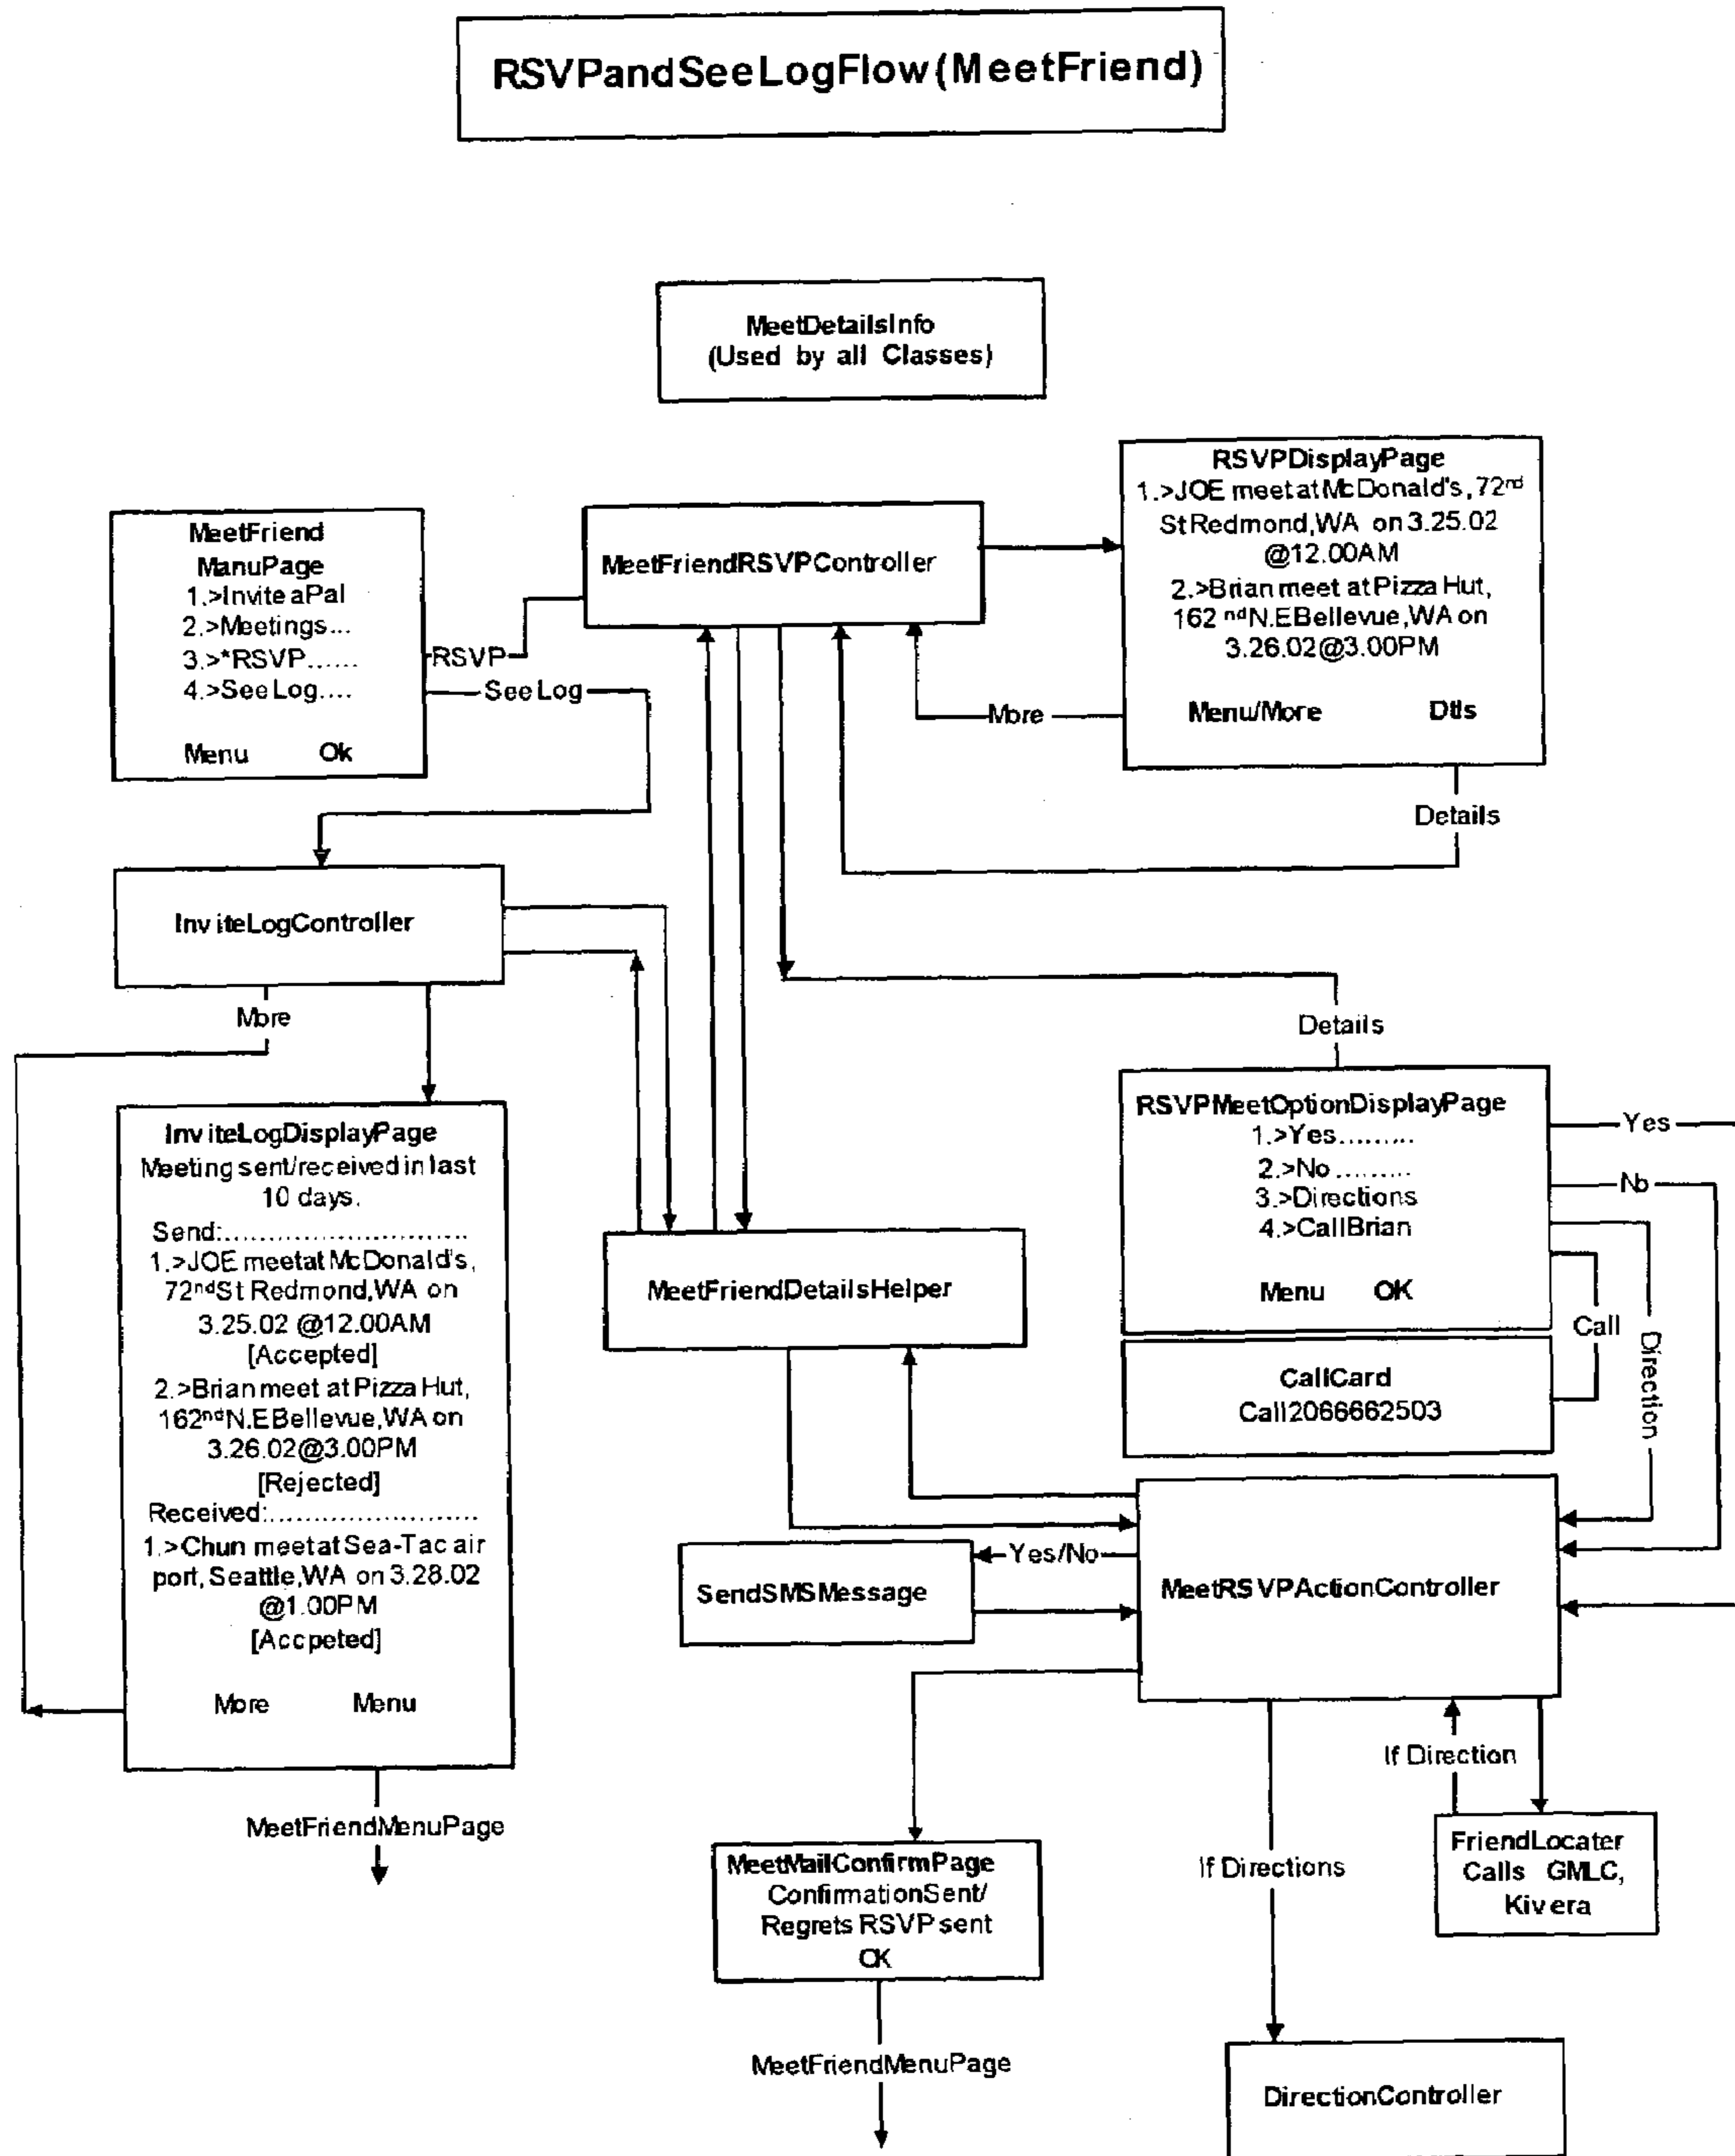 RSVPandSeeLogFlow(MeetFriend)
MeetDetailsInfo
(Used by all Classes)
RSVPDisplayPage
1.>JOE meet at McDonald's, 72nd
St Redmond, WA on 3.25.02
@12.00AM
2.>Brian meet at Pizza Hut,
162 nd N.E Bellevue, WA on
3.26.02@3.00PM
Menu/More Dtls
MeetFriend
ManuPage
1.>Invite a Pal
2.>Meetings...
3.>*RSVP......
4.>See Log....
Menu Ok
MeetFriendRSVPController
RSVP
See Log
More
Details
InviteLogController
More
Details
InviteLogDisplayPage
Meeting sent/received in last
10 days.
Send:............................
1.>JOE meet at McDonald's,
72nd St Redmond, WA on
3.25.02 @12.00AM
[Accepted]
2.>Brian meet at Pizza Hut,
162nd N.E Bellevue, WA on
3.26.02@3.00PM
[Rejected]
Received:........................
1.>Chun meet at Sea-Tac air
port, Seattle, WA on 3.28.02
@1.00PM
[Accpeted]
More Menu
MeetFriendMenuPage
MeetFriendDetailsHelper
RSVPMeetOptionDisplayPage
1.>Yes.........
2.>No .........
3.>Directions
4.>CallBrian
Menu OK
Yes
No
Call
Direction
CallCard
Call2066662503
Yes/No
SendSMSMessage
MeetRSVPActionController
If Direction
FriendLocater
Calls GMLC,
Kivera
If Directions
MeetMailConfirmPage
ConfirmationSent/
Regrets RSVP sent
OK
MeetFriendMenuPage
DirectionController